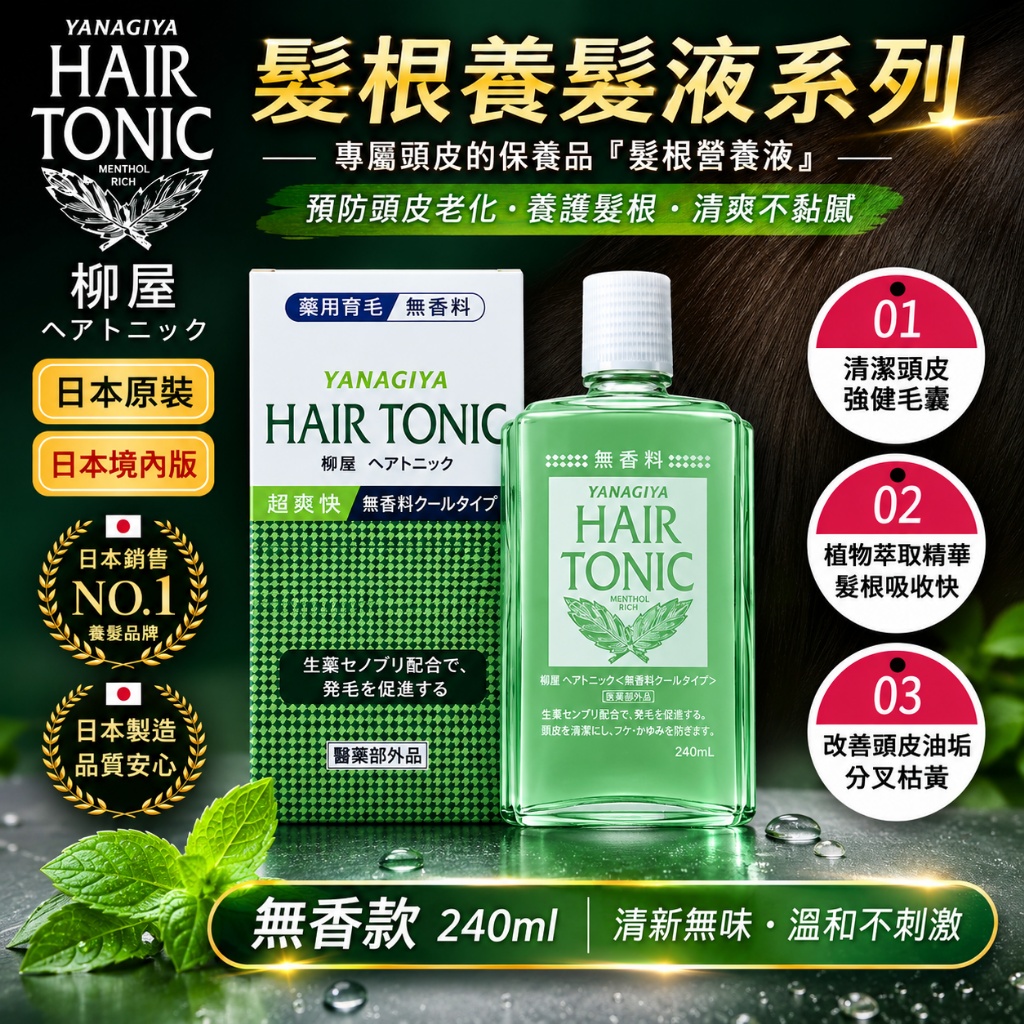 YANAGIYA
HAIR
TONIC
MENTHOL
RICH
柳屋
ヘアトニック
日本原裝
日本境內版
日本銷售
NO.1
養髮品牌
日本製造
品質安心
髮根養髮液系列
專屬頭皮的保養品『髮根營養液』
預防頭皮老化・養護髮根・清爽不黏膩
藥用育毛 無香料
YANAGIYA
HAIR TONIC
柳屋 ヘアトニック
超爽快 無香料クールタイプ
生薬セノブリ配合で、
発毛を促進する
醫藥部外品
無香料
YANAGIYA
HAIR
TONIC
MENTHOL
RICH
柳屋 ヘアトニック<無香料クールタイプ>
医薬部外品
生薬センブリ配合で、発毛を促進する。
頭皮を清潔にし、フケ・かゆみを防ぎます。
240mL
01
清潔頭皮
強健毛囊
02
植物萃取精華
髮根吸收快
03
改善頭皮油垢
分叉枯黃
無香款 240ml 清新無味・溫和不刺激